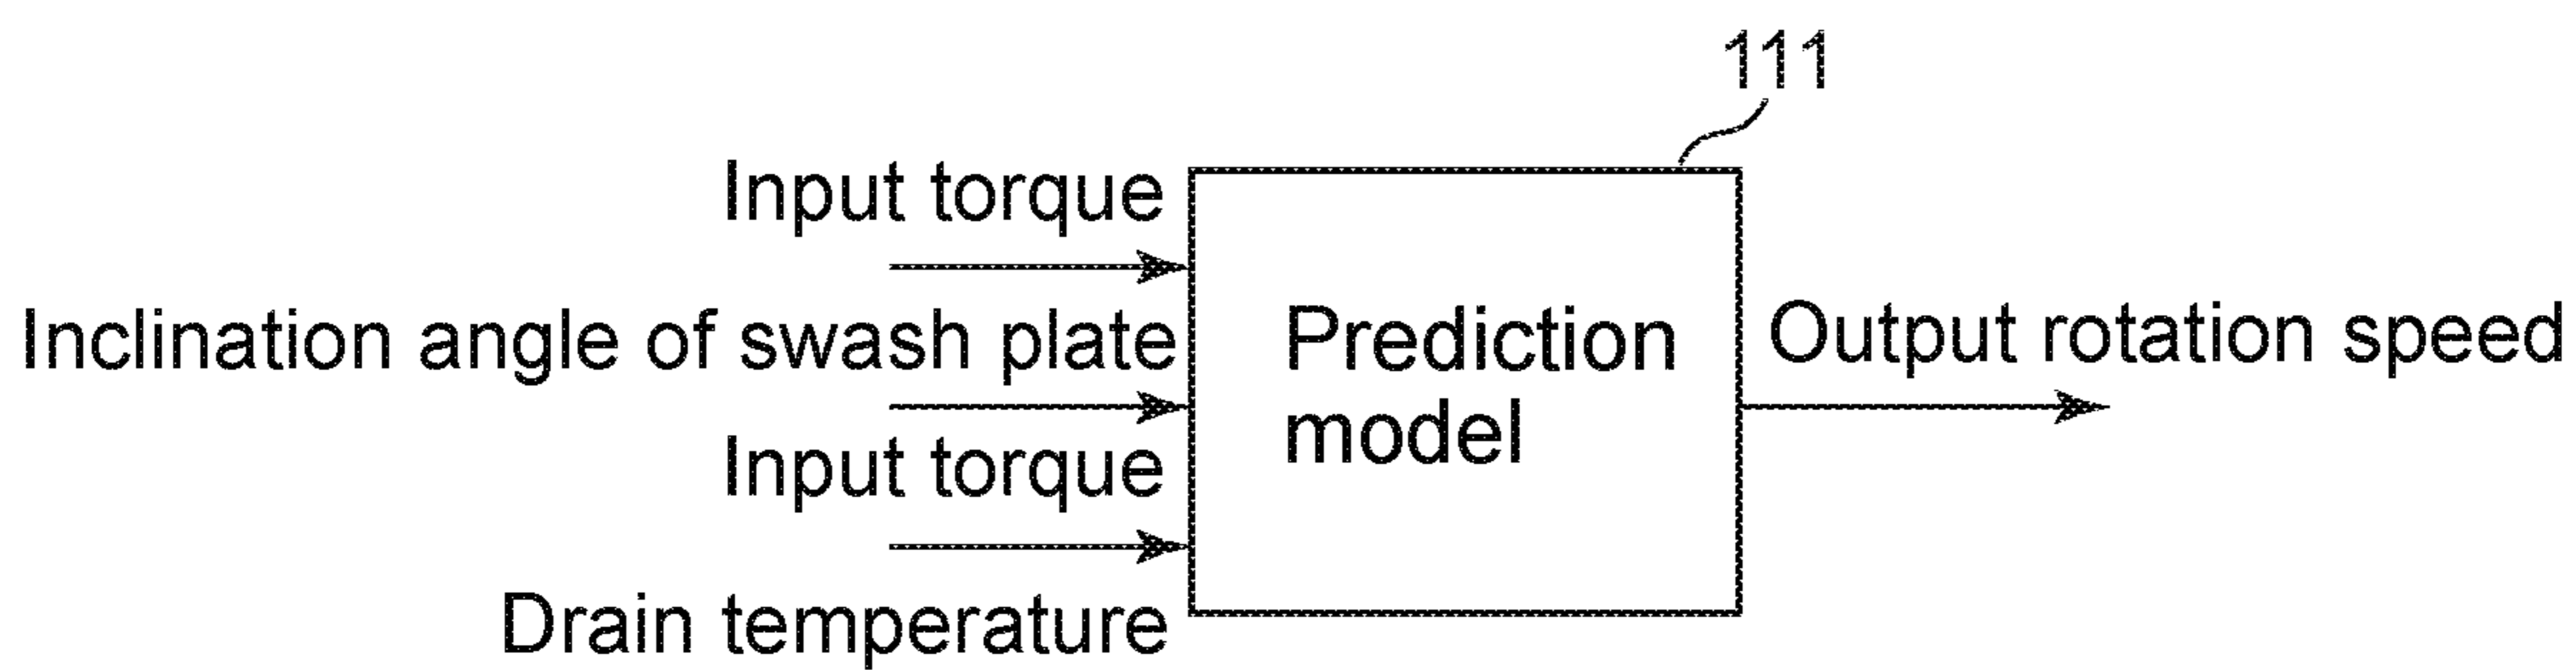 111
Input torque
Inclination angle of swash plate
Prediction
model
Output rotation speed
Input torque
Drain temperature